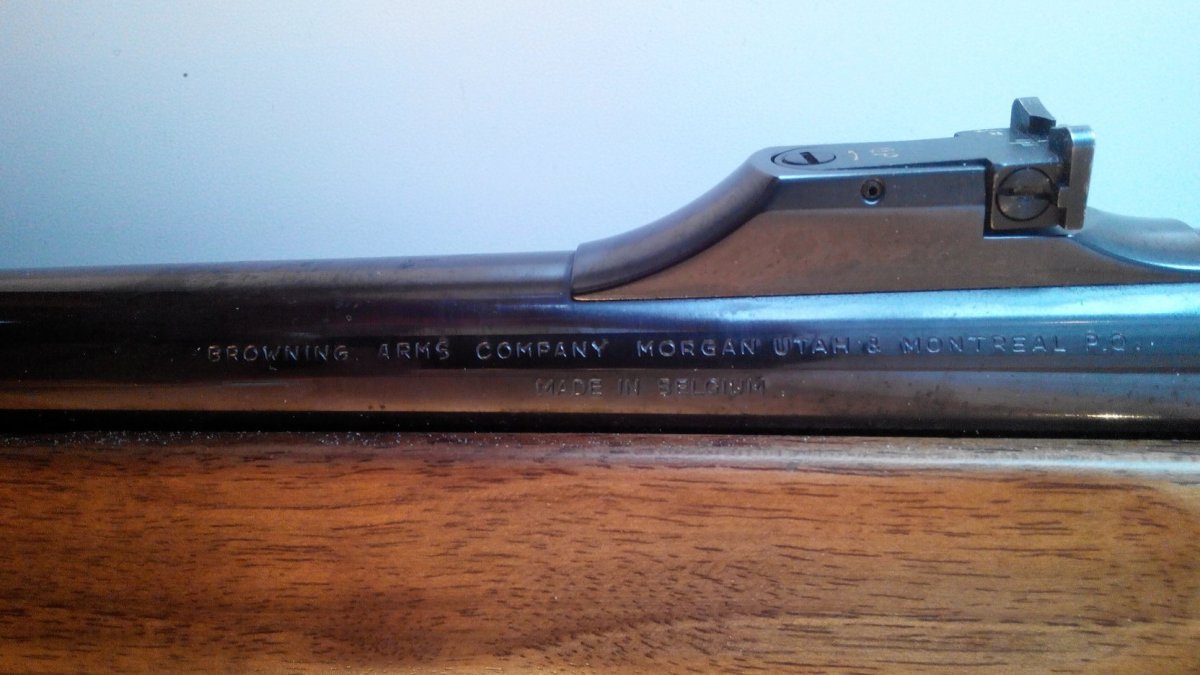 BROWNING ARMS COMPANY MORGAN UTAH & MONTREAL P.Q.
MADE IN BELGIUM